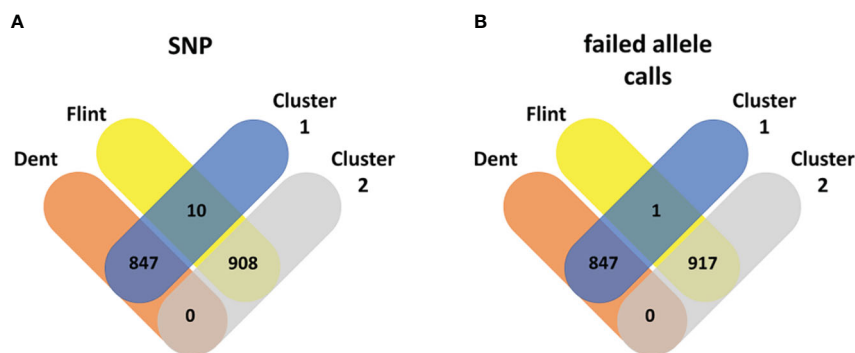 A
SNP
Flint
Cluster
1
Dent
Cluster
2
10
847
908
0
B
failed allele
calls
Flint
Cluster
1
Dent
Cluster
2
1
847
917
0